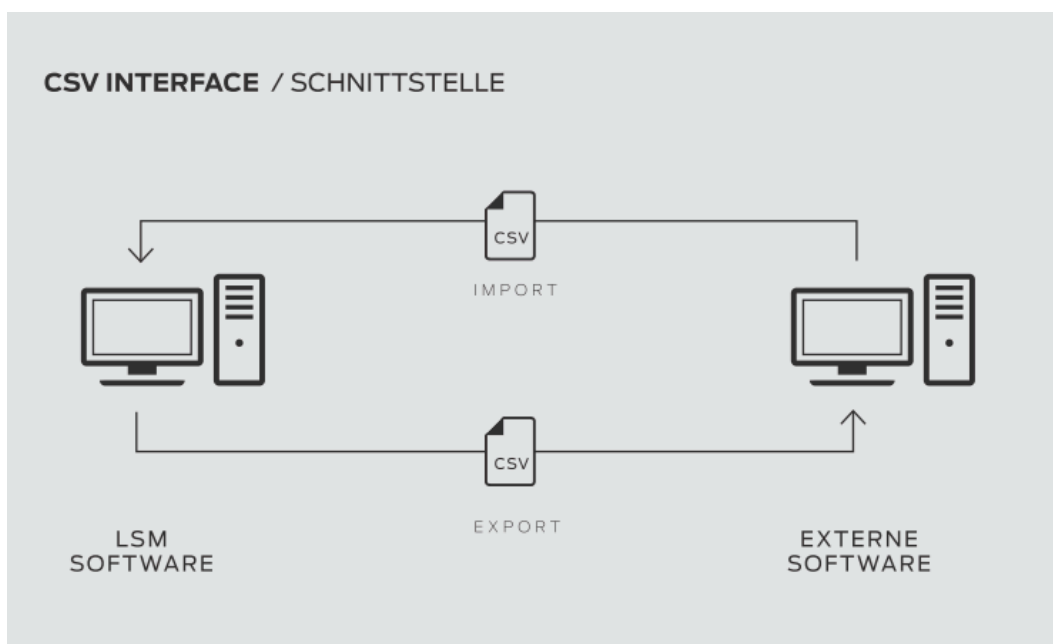 CSV INTERFACE / SCHNITTSTELLE
CSV
IMPORT
CSV
EXPORT
LSM
SOFTWARE
EXTERNE
SOFTWARE